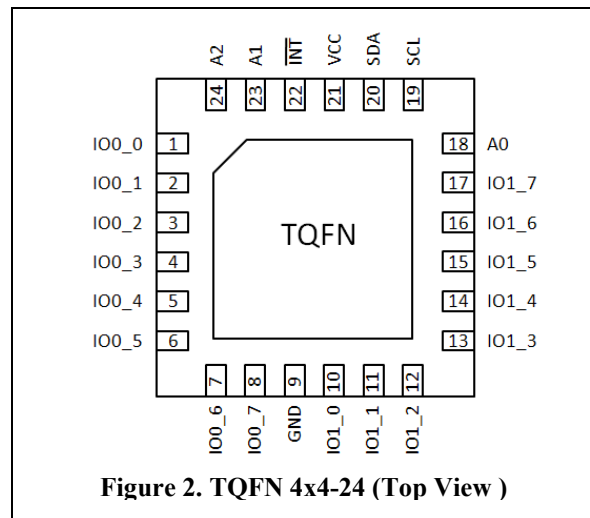 A2 A1 INT VCC SDA SCL
24 23 22 21 20 19
IO0_0 1 18 A0
IO0_1 2 17 IO1_7
IO0_2 3 16 IO1_6
TQFN
IO0_3 4 15 IO1_5
IO0_4 5 14 IO1_4
IO0_5 6 13 IO1_3
7 8 9 10 11 12
IO0_6 IO0_7 GND IO1_0 IO1_1 IO1_2
Figure 2. TQFN 4x4-24 (Top View )